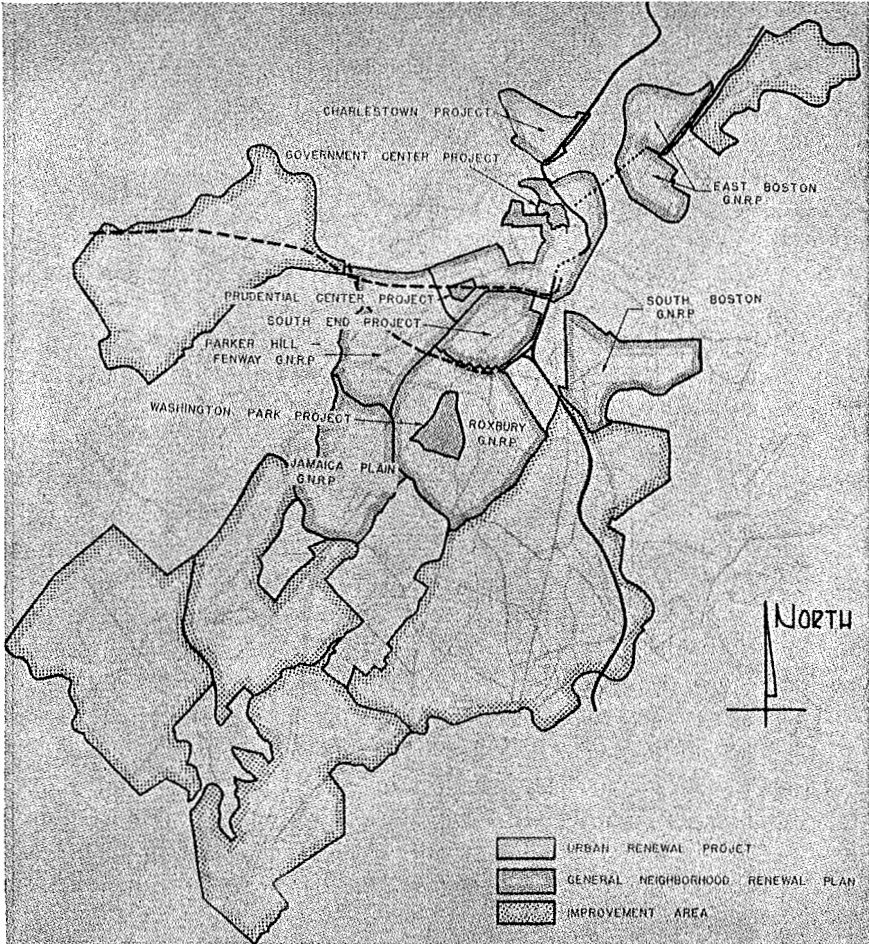 CHARLESTOWN PROJECT
GOVERNMENT CENTER PROJECT
EAST BOSTON
G.N.R.P.
PRUDENTIAL CENTER PROJECT
SOUTH BOSTON
G.N.R.P
SOUTH END PROJECT
PARKER HILL –
FENWAY G.N.R.P
WASHINGTON PARK PROJECT
ROXBURY
G.N.R.P.
JAMAICA PLAIN
G.N.R.P
NORTH
URBAN RENEWAL PROJET
GENERAL NEIGHBORHOOD RENEWAL PLAN
IMPROVEMENT AREA